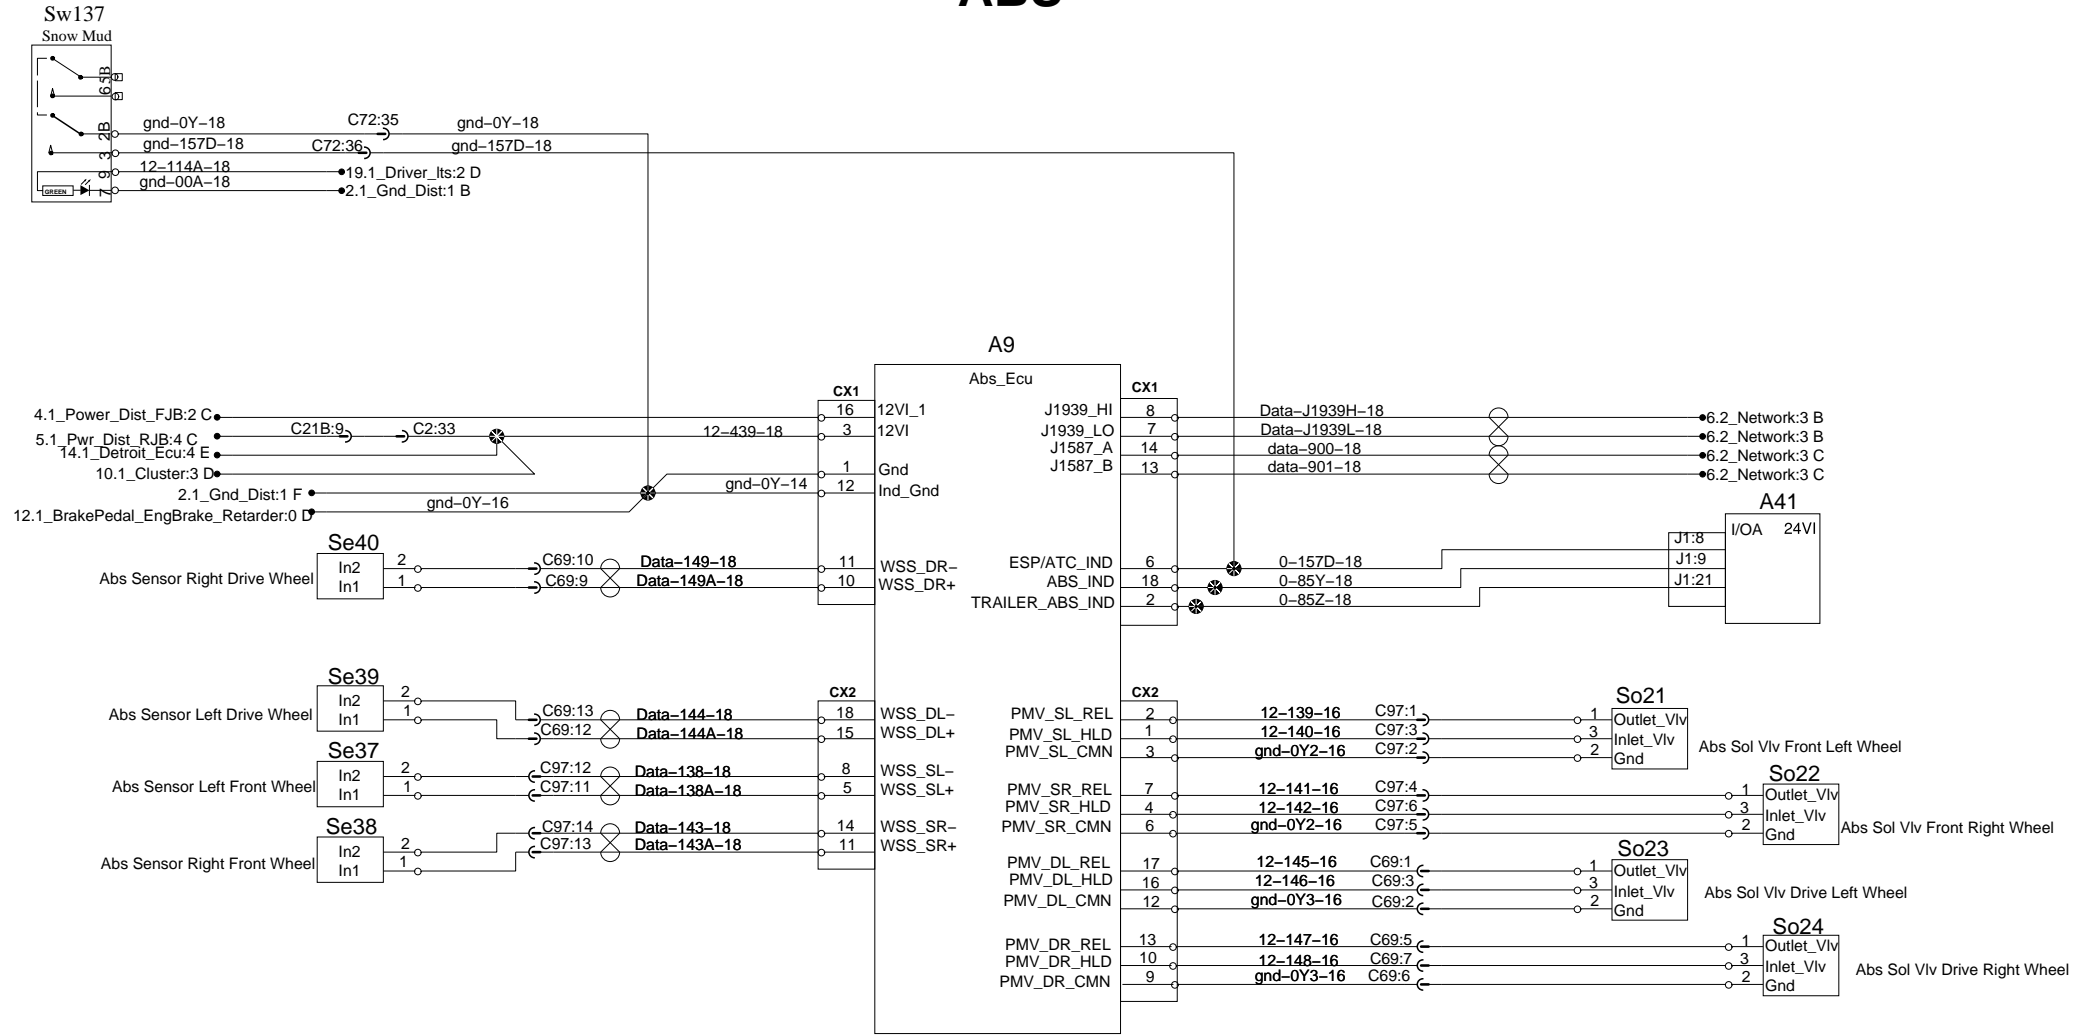 ABS
Sw137
Snow Mud
5B
6
2B gnd-0Y-18 C72:35 gnd-0Y-18
3 gnd-157D-18 C72:36 gnd-157D-18
9 12-114A-18 19.1_Driver_lts:2 D
GREEN 7 gnd-00A-18 2.1_Gnd_Dist:1 B
A9
Abs_Ecu
CX1
4.1_Power_Dist_FJB:2 C 16 12VI_1
5.1_Pwr_Dist_RJB:4 C C21B:9 C2:33 12-439-18 3 12VI
14.1_Detroit_Ecu:4 E
10.1_Cluster:3 D 1 Gnd
2.1_Gnd_Dist:1 F gnd-0Y-14 12 Ind_Gnd
12.1_BrakePedal_EngBrake_Retarder:0 D gnd-0Y-16
Se40
Abs Sensor Right Drive Wheel
In2 2 C69:10 Data-149-18 11 WSS_DR-
In1 1 C69:9 Data-149A-18 10 WSS_DR+
Se39
Abs Sensor Left Drive Wheel
CX2
In2 2 C69:13 Data-144-18 18 WSS_DL-
In1 1 C69:12 Data-144A-18 15 WSS_DL+
Se37
Abs Sensor Left Front Wheel
In2 2 C97:12 Data-138-18 8 WSS_SL-
In1 1 C97:11 Data-138A-18 5 WSS_SL+
Se38
Abs Sensor Right Front Wheel
In2 2 C97:14 Data-143-18 14 WSS_SR-
In1 1 C97:13 Data-143A-18 11 WSS_SR+
CX1
J1939_HI 8 Data-J1939H-18 6.2_Network:3 B
J1939_LO 7 Data-J1939L-18 6.2_Network:3 B
J1587_A 14 data-900-18 6.2_Network:3 C
J1587_B 13 data-901-18 6.2_Network:3 C
A41
I/OA 24VI
ESP/ATC_IND 6 0-157D-18 J1:8
ABS_IND 18 0-85Y-18 J1:9
TRAILER_ABS_IND 2 0-85Z-18 J1:21
CX2
So21
PMV_SL_REL 2 12-139-16 C97:1 1 Outlet_Vlv
PMV_SL_HLD 1 12-140-16 C97:3 3 Inlet_Vlv
PMV_SL_CMN 3 gnd-0Y2-16 C97:2 2 Gnd
Abs Sol Vlv Front Left Wheel
So22
PMV_SR_REL 7 12-141-16 C97:4 1 Outlet_Vlv
PMV_SR_HLD 4 12-142-16 C97:6 3 Inlet_Vlv
PMV_SR_CMN 6 gnd-0Y2-16 C97:5 2 Gnd
Abs Sol Vlv Front Right Wheel
So23
PMV_DL_REL 17 12-145-16 C69:1 1 Outlet_Vlv
PMV_DL_HLD 16 12-146-16 C69:3 3 Inlet_Vlv
PMV_DL_CMN 12 gnd-0Y3-16 C69:2 2 Gnd
Abs Sol Vlv Drive Left Wheel
So24
PMV_DR_REL 13 12-147-16 C69:5 1 Outlet_Vlv
PMV_DR_HLD 10 12-148-16 C69:7 3 Inlet_Vlv
PMV_DR_CMN 9 gnd-0Y3-16 C69:6 2 Gnd
Abs Sol Vlv Drive Right Wheel